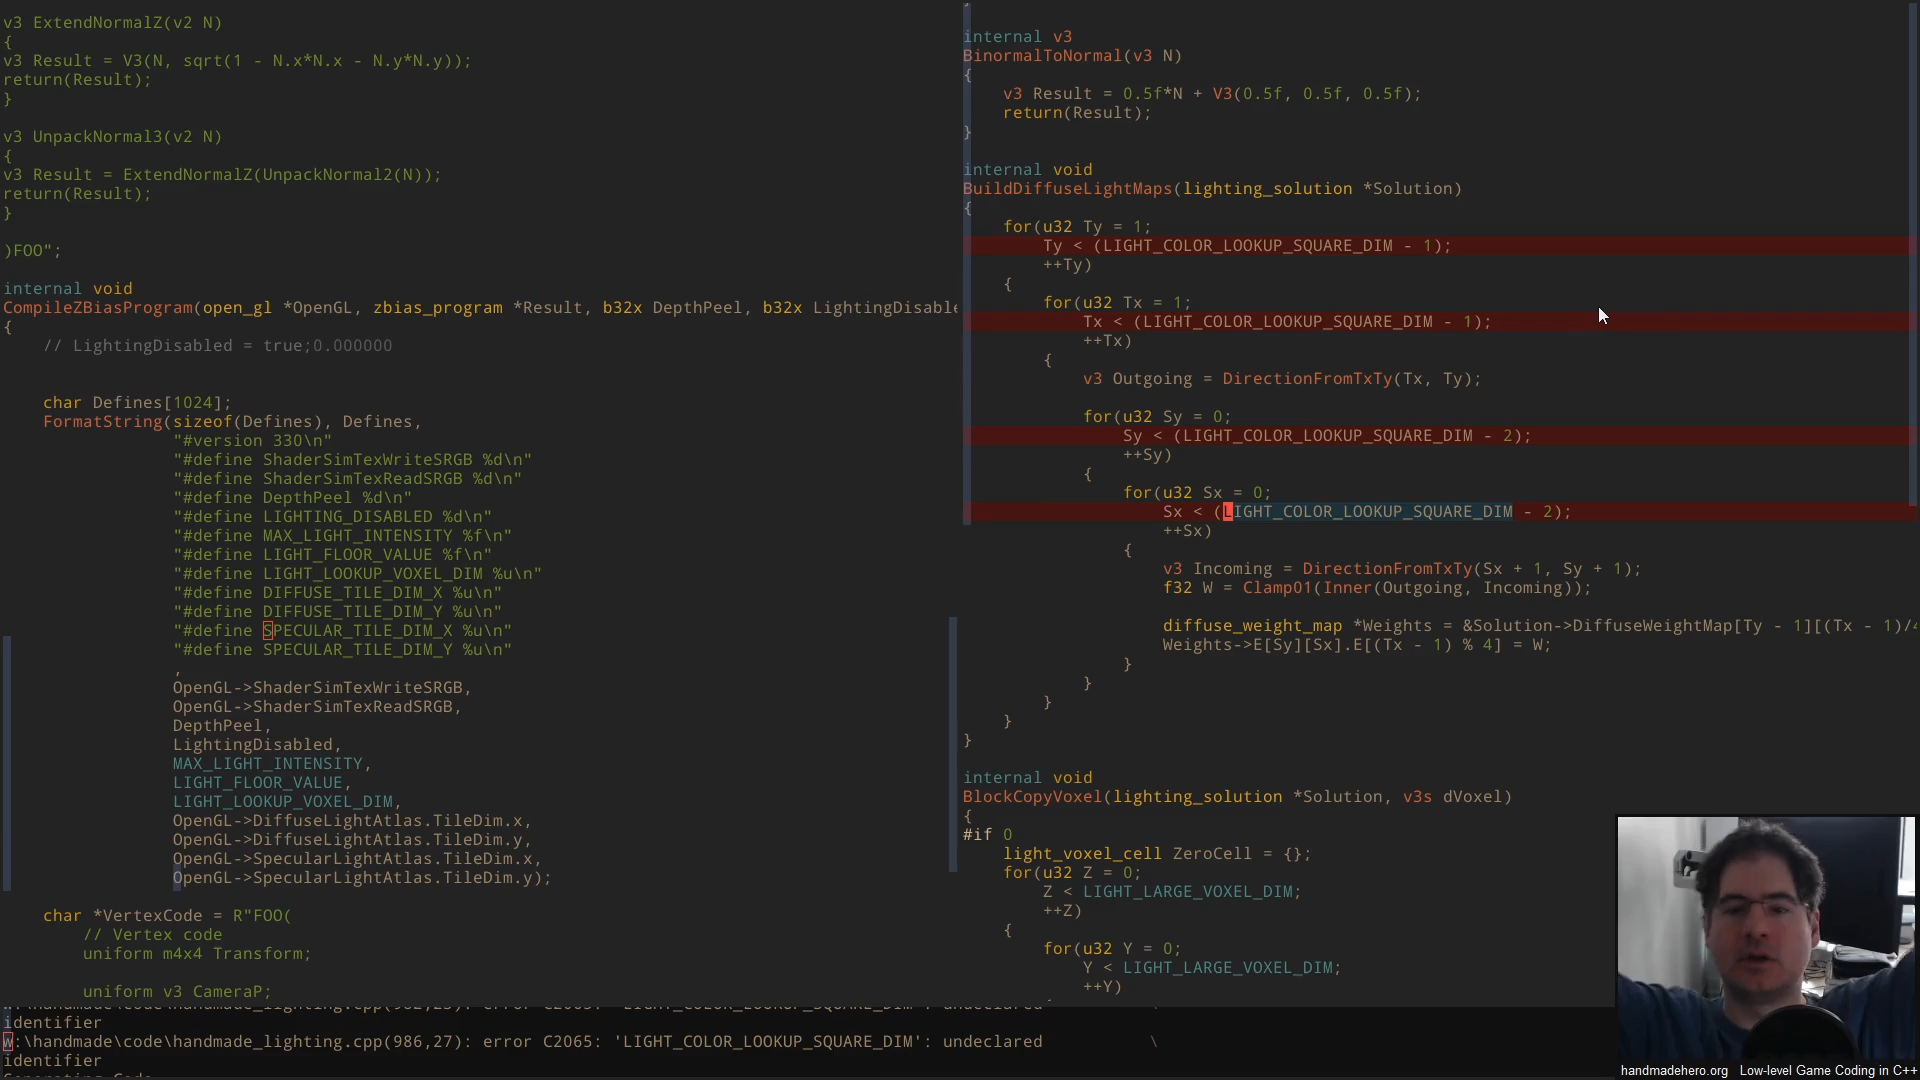 v3 ExtendNormalZ(v2 N)
{
v3 Result = V3(N, sqrt(1 - N.x*N.x - N.y*N.y));
return(Result);
}
v3 UnpackNormal3(v2 N)
{
v3 Result = ExtendNormalZ(UnpackNormal2(N));
return(Result);
}
)FOO";
internal void
CompileZBiasProgram(open_gl *OpenGL, zbias_program *Result, b32x DepthPeel, b32x LightingDisable
{
// LightingDisabled = true;0.000000
char Defines[1024];
FormatString(sizeof(Defines), Defines,
"#version 330\n"
"#define ShaderSimTexWriteSRGB %d\n"
"#define ShaderSimTexReadSRGB %d\n"
"#define DepthPeel %d\n"
"#define LIGHTING_DISABLED %d\n"
"#define MAX_LIGHT_INTENSITY %f\n"
"#define LIGHT_FLOOR_VALUE %f\n"
"#define LIGHT_LOOKUP_VOXEL_DIM %u\n"
"#define DIFFUSE_TILE_DIM_X %u\n"
"#define DIFFUSE_TILE_DIM_Y %u\n"
"#define SPECULAR_TILE_DIM_X %u\n"
"#define SPECULAR_TILE_DIM_Y %u\n"
,
OpenGL->ShaderSimTexWriteSRGB,
OpenGL->ShaderSimTexReadSRGB,
DepthPeel,
LightingDisabled,
MAX_LIGHT_INTENSITY,
LIGHT_FLOOR_VALUE,
LIGHT_LOOKUP_VOXEL_DIM,
OpenGL->DiffuseLightAtlas.TileDim.x,
OpenGL->DiffuseLightAtlas.TileDim.y,
OpenGL->SpecularLightAtlas.TileDim.x,
OpenGL->SpecularLightAtlas.TileDim.y);
char *VertexCode = R"FOO(
// Vertex code
uniform m4x4 Transform;
uniform v3 CameraP;
}
internal v3
BinormalToNormal(v3 N)
{
v3 Result = 0.5f*N + V3(0.5f, 0.5f, 0.5f);
return(Result);
}
internal void
BuildDiffuseLightMaps(lighting_solution *Solution)
{
for(u32 Ty = 1;
Ty < (LIGHT_COLOR_LOOKUP_SQUARE_DIM - 1);
++Ty)
{
for(u32 Tx = 1;
Tx < (LIGHT_COLOR_LOOKUP_SQUARE_DIM - 1);
++Tx)
{
v3 Outgoing = DirectionFromTxTy(Tx, Ty);
for(u32 Sy = 0;
Sy < (LIGHT_COLOR_LOOKUP_SQUARE_DIM - 2);
++Sy)
{
for(u32 Sx = 0;
Sx < (LIGHT_COLOR_LOOKUP_SQUARE_DIM - 2);
++Sx)
{
v3 Incoming = DirectionFromTxTy(Sx + 1, Sy + 1);
f32 W = Clamp01(Inner(Outgoing, Incoming));
diffuse_weight_map *Weights = &Solution->DiffuseWeightMap[Ty - 1][(Tx - 1)/4
Weights->E[Sy][Sx].E[(Tx - 1) % 4] = W;
}
}
}
}
}
internal void
BlockCopyVoxel(lighting_solution *Solution, v3s dVoxel)
{
#if 0
light_voxel_cell ZeroCell = {};
for(u32 Z = 0;
Z < LIGHT_LARGE_VOXEL_DIM;
++Z)
{
for(u32 Y = 0;
Y < LIGHT_LARGE_VOXEL_DIM;
++Y)
identifier
w:\handmade\code\handmade_lighting.cpp(986,27): error C2065: 'LIGHT_COLOR_LOOKUP_SQUARE_DIM': undeclared \
identifier
handmadehero.org Low-level Game Coding in C++